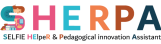 SHERPA
SELFIE HElpeR & Pedagogical innovation Assistant